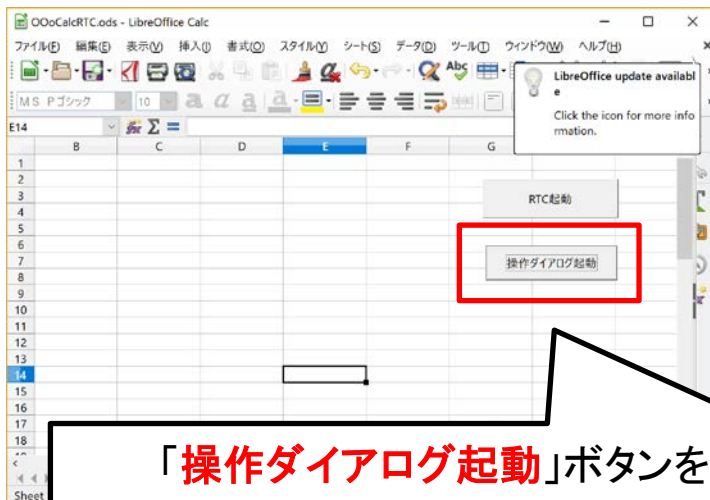 OOoCalcRTC.ods - LibreOffice Calc
ファイル(F) 編集(E) 表示(V) 挿入(I) 書式(O) スタイル(Y) シート(S) データ(D) ツール(T) ウィンドウ(W) ヘルプ(H)
LibreOffice update availabl
e
Click the icon for more info
rmation.
ＭＳ Ｐゴシック 10
E14
B C D E F G
1
2
3 RTC起動
4
5
6
7 操作ダイアログ起動
8
9
10
11
12
13
14
15
16
17
18
「操作ダイアログ起動」ボタンを
Sheet